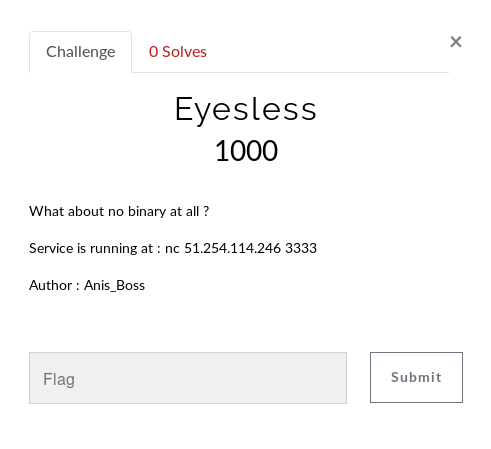 Challenge
0 Solves
×
Eyesless
1000
What about no binary at all ?
Service is running at : nc 51.254.114.246 3333
Author : Anis_Boss
Flag
Submit